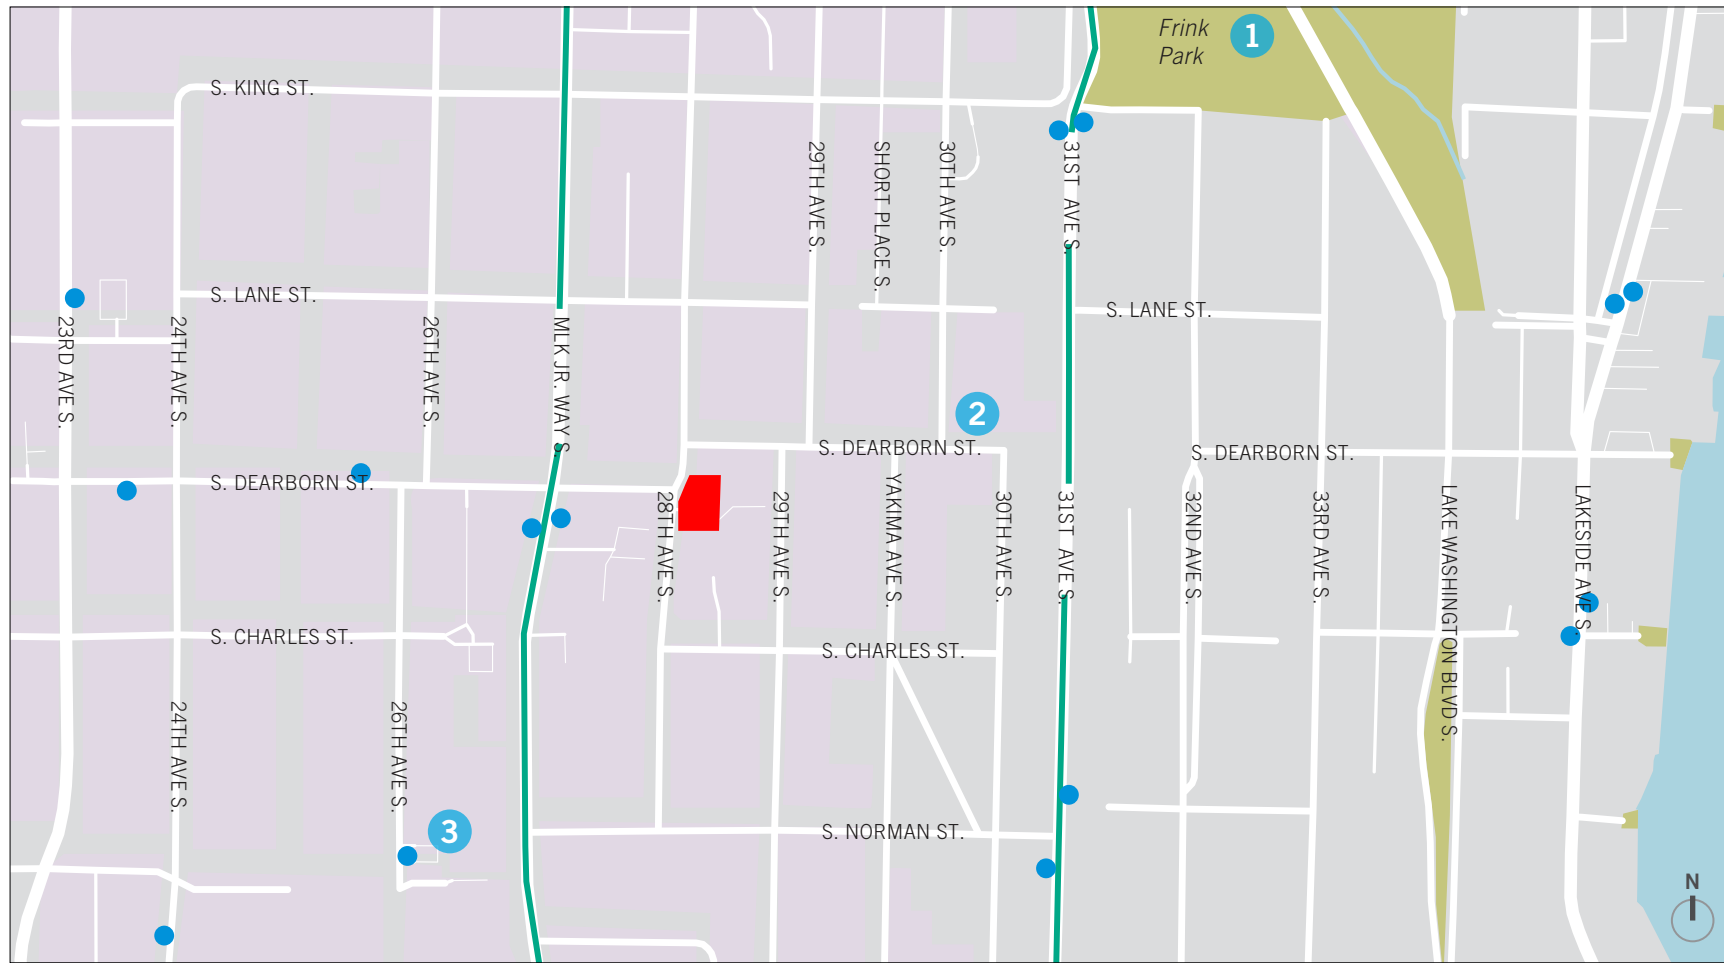 Frink
Park
1
S. KING ST.
29TH AVE S.
SHORT PLACE S.
30TH AVE S.
31ST AVE S.
S. LANE ST.
S. LANE ST.
23RD AVE S.
24TH AVE S.
26TH AVE S.
MLK JR. WAY S.
2
S. DEARBORN ST.
S. DEARBORN ST.
S. DEARBORN ST.
28TH AVE S.
29TH AVE S.
YAKIMA AVE S.
30TH AVE S.
31ST AVE S.
32ND AVE S.
33RD AVE S.
LAKE WASHINGTON BLVD S.
LAKESIDE AVE S.
S. CHARLES ST.
S. CHARLES ST.
24TH AVE S.
26TH AVE S.
3
S. NORMAN ST.
N